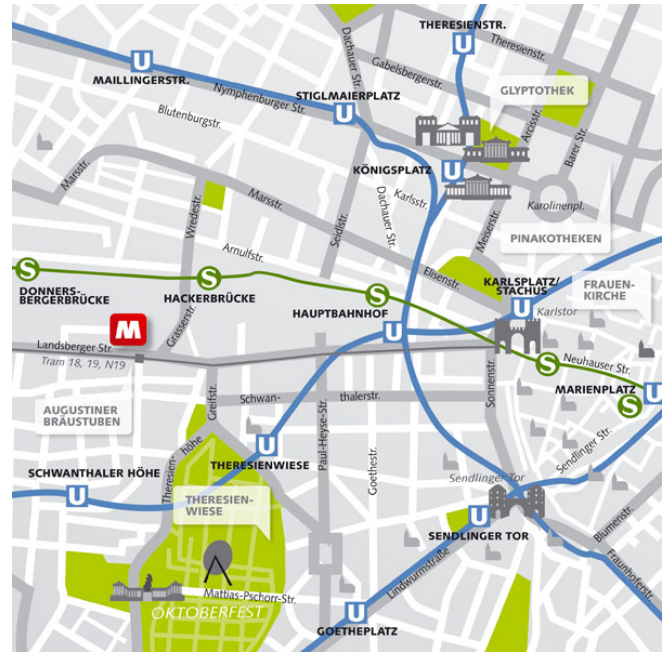 THERESIENSTR.
U
Theresienstr.
Dachauer Str.
Gabelsbergerstr.
U
MAILLINGERSTR.
Nymphenburger Str.
STIGLMAIERPLATZ
U
GLYPTOTHEK
Blutenburgstr.
Arcisstr.
Barer Str.
KÖNIGSPLATZ
U
Marsstr.
Marsstr.
Karlsstr.
Dachauer Str.
Karolinenpl.
Wredestr.
Seidlstr.
Meiserstr.
PINAKOTHEKEN
Arnulfstr.
Elisenstr.
S
DONNERS-
BERGERBRÜCKE
S
HACKERBRÜCKE
S
HAUPTBAHNHOF
KARLSPLATZ/
STACHUS
U
Karlstor
FRAUEN-
KIRCHE
M
Grasserstr.
U
Landsberger Str.
Tram 18, 19, N19
Sonnenstr.
S
Neuhauser Str.
MARIENPLATZ
U
S
AUGUSTINER
BRÄUSTUBEN
Greifstr.
Schwan-
thalerstr.
Paul-Heyse-Str.
Goethestr.
Sendlinger Str.
U
THERESIENWIESE
Theresien-
höhe
SCHWANTHALER HÖHE
U
Sendlinger Tor
THERESIEN-
WIESE
U
SENDLINGER TOR
Blumenstr.
Fraunhoferstr.
Lindwurmstraße
Mathias-Pschorr-Str.
OKTOBERFEST
U
GOETHEPLATZ